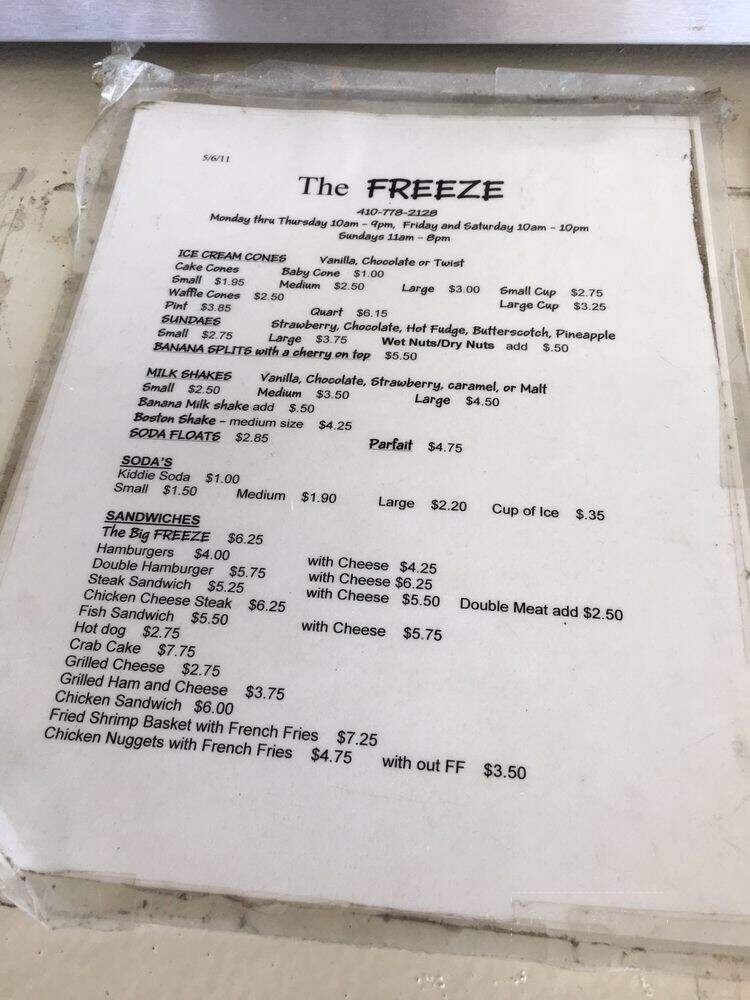 5/6/11
The FREEZE
410-778-2128
Monday thru Thursday 10am - 9pm, Friday and Saturday 10am - 10pm
Sundays 11am - 8pm
ICE CREAM CONES Vanilla, Chocolate or Twist
Cake Cones Baby Cone $1.00
Small $1.95 Medium $2.50 Large $3.00 Small Cup $2.75
Waffle Cones $2.50 Large Cup $3.25
Pint $3.85 Quart $6.15
SUNDAES Strawberry, Chocolate, Hot Fudge, Butterscotch, Pineapple
Small $2.75 Large $3.75 Wet Nuts/Dry Nuts add $.50
BANANA SPLITS with a cherry on top $5.50
MILK SHAKES Vanilla, Chocolate, Strawberry, caramel, or Malt
Small $2.50 Medium $3.50 Large $4.50
Banana Milk shake add $.50
Boston Shake - medium size $4.25
SODA FLOATS $2.85 Parfait $4.75
SODA'S
Kiddie Soda $1.00
Small $1.50 Medium $1.90 Large $2.20 Cup of Ice $.35
SANDWICHES
The Big FREEZE $6.25
Hamburgers $4.00 with Cheese $4.25
Double Hamburger $5.75 with Cheese $6.25
Steak Sandwich $5.25 with Cheese $5.50 Double Meat add $2.50
Chicken Cheese Steak $6.25
Fish Sandwich $5.50 with Cheese $5.75
Hot dog $2.75
Crab Cake $7.75
Grilled Cheese $2.75
Grilled Ham and Cheese $3.75
Chicken Sandwich $6.00
Fried Shrimp Basket with French Fries $7.25
Chicken Nuggets with French Fries $4.75 with out FF $3.50